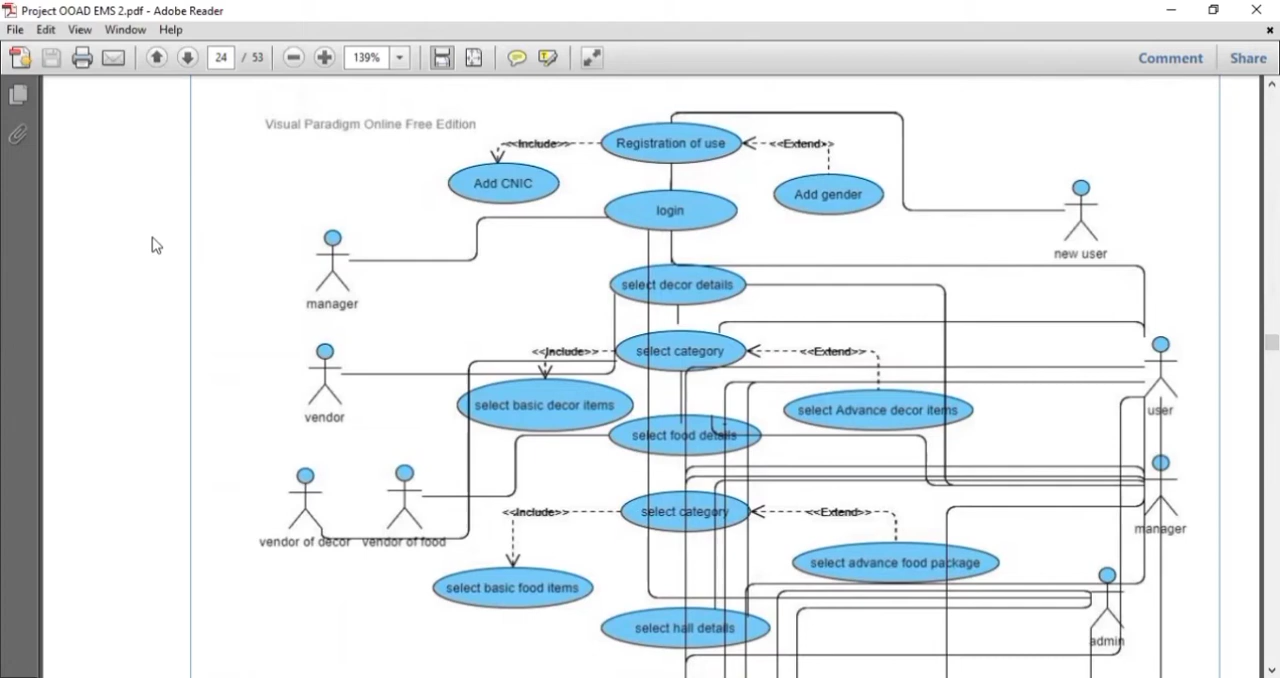 Project OOAD EMS 2.pdf - Adobe Reader
File Edit View Window Help
24 / 53 139% Comment Share
Visual Paradigm Online Free Edition
<<Include>> Registration of use <<Extend>>
Add CNIC
Add gender
login
new user
manager
select decor details
<<Include>> select category <<Extend>>
select basic decor items
select Advance decor items
vendor
user
select food details
<<Include>> select category <<Extend>>
manager
vendor of decor vendor of food
select advance food package
select basic food items
select hall details
admin